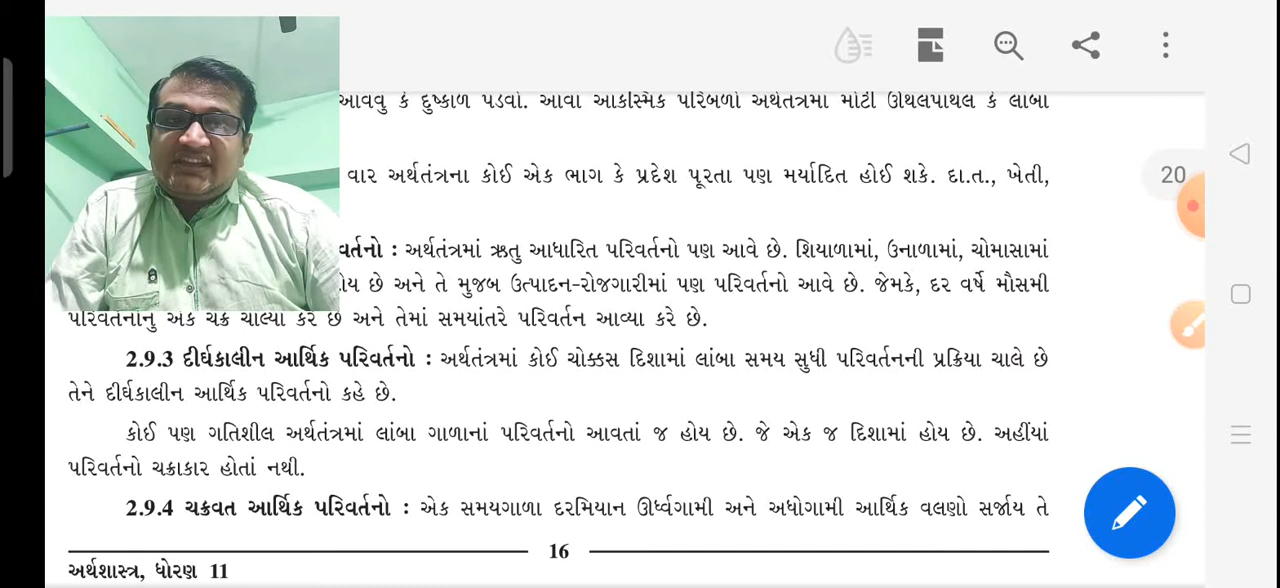 આવવું કે દુષ્કાળ પડવો. આવાં આકસ્મિક પરિબળો અર્થતંત્રમાં મોટી ઊથલપાથલ કે લાંબા
વાર અર્થતંત્રના કોઈ એક ભાગ કે પ્રદેશ પૂરતા પણ મર્યાદિત હોઈ શકે. દા.ત., ખેતી,
20
વર્તનો : અર્થતંત્રમાં ઋતુ આધારિત પરિવર્તનો પણ આવે છે. શિયાળામાં, ઉનાળામાં, ચોમાસામાં
હોય છે અને તે મુજબ ઉત્પાદન-રોજગારીમાં પણ પરિવર્તનો આવે છે. જેમકે, દર વર્ષે મૌસમી
પરિવર્તનોનું એક ચક્ર ચાલ્યા કરે છે અને તેમાં સમયાંતરે પરિવર્તન આવ્યા કરે છે.
2.9.3 દીર્ઘકાલીન આર્થિક પરિવર્તનો : અર્થતંત્રમાં કોઈ ચોક્કસ દિશામાં લાંબા સમય સુધી પરિવર્તનની પ્રક્રિયા ચાલે છે
તેને દીર્ઘકાલીન આર્થિક પરિવર્તનો કહે છે.
કોઈ પણ ગતિશીલ અર્થતંત્રમાં લાંબા ગાળાનાં પરિવર્તનો આવતાં જ હોય છે. જે એક જ દિશામાં હોય છે. અહીંયાં
પરિવર્તનો ચક્રાકાર હોતાં નથી.
2.9.4 ચક્રવત આર્થિક પરિવર્તનો : એક સમયગાળા દરમિયાન ઊર્ધ્વગામી અને અધોગામી આર્થિક વલણો સર્જાય તે
16
અર્થશાસ્ત્ર, ધોરણ 11